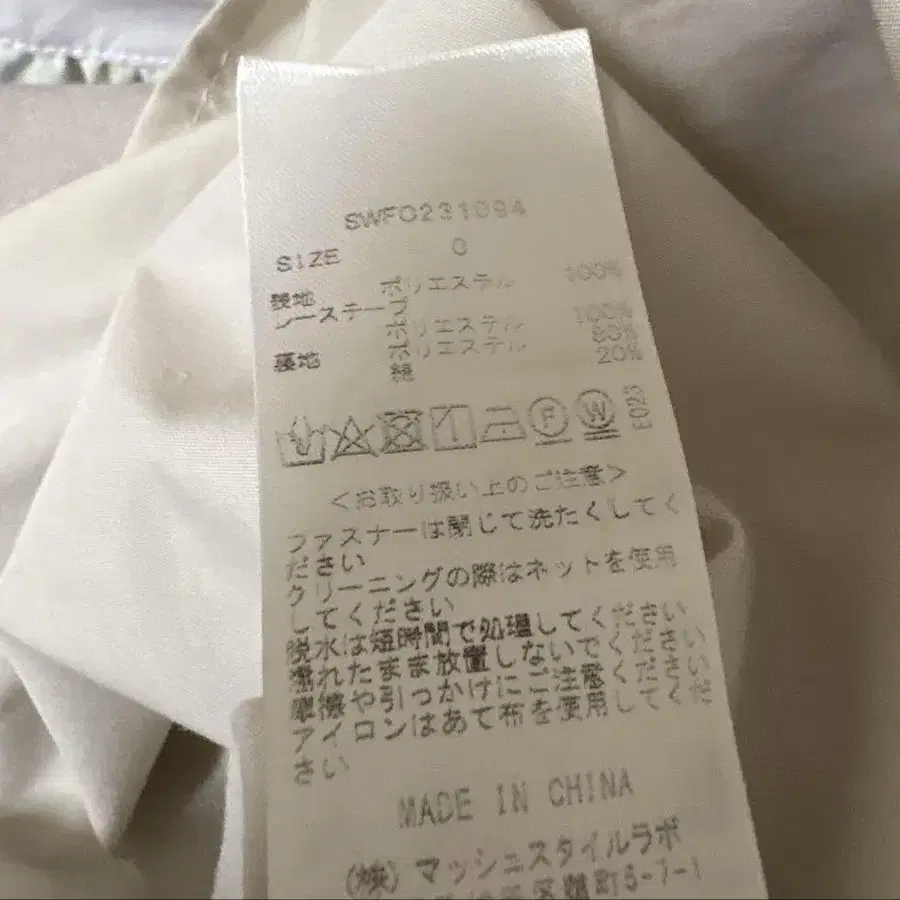 SWFO231094
SIZE 0
表地 ポリエステル 100%
レーステープ
ポリエステル 100%
裏地 ポリエステル 80%
綿 20%
F W E023
<お取り扱い上のご注意>
ファスナーは閉じて洗たくしてく
ださい
クリーニングの際はネットを使用
してください
脱水は短時間で処理してください
濡れたまま放置しないでください
摩擦や引っかけにご注意ください
アイロンはあて布を使用してくだ
さい
MADE IN CHINA
(株)マッシュスタイルラボ
区麹町5-7-1